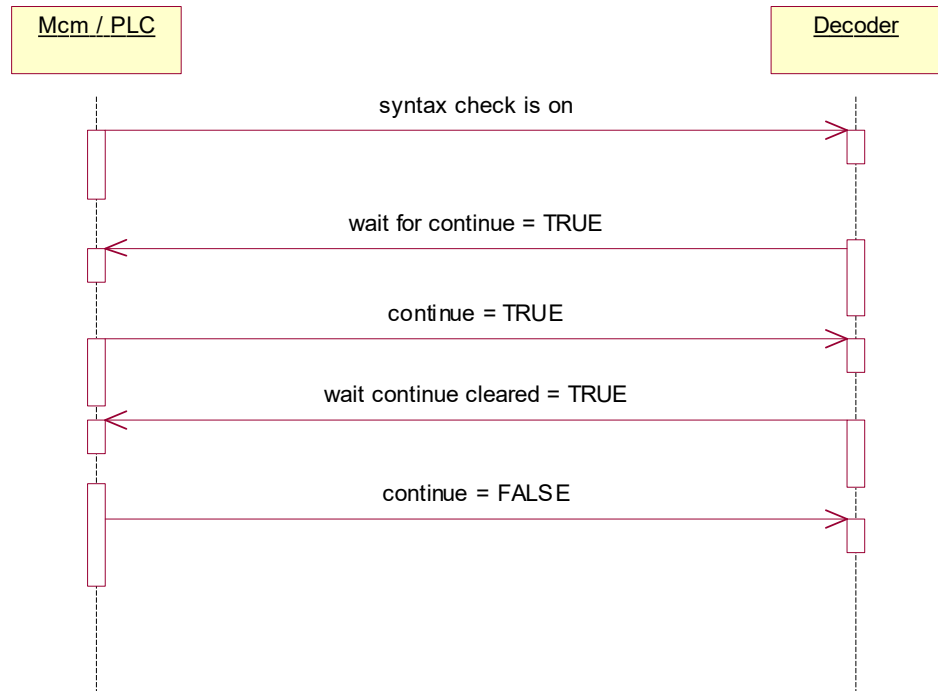 Mcm / PLC
Decoder
syntax check is on
wait for continue = TRUE
continue = TRUE
wait continue cleared = TRUE
continue = FALSE